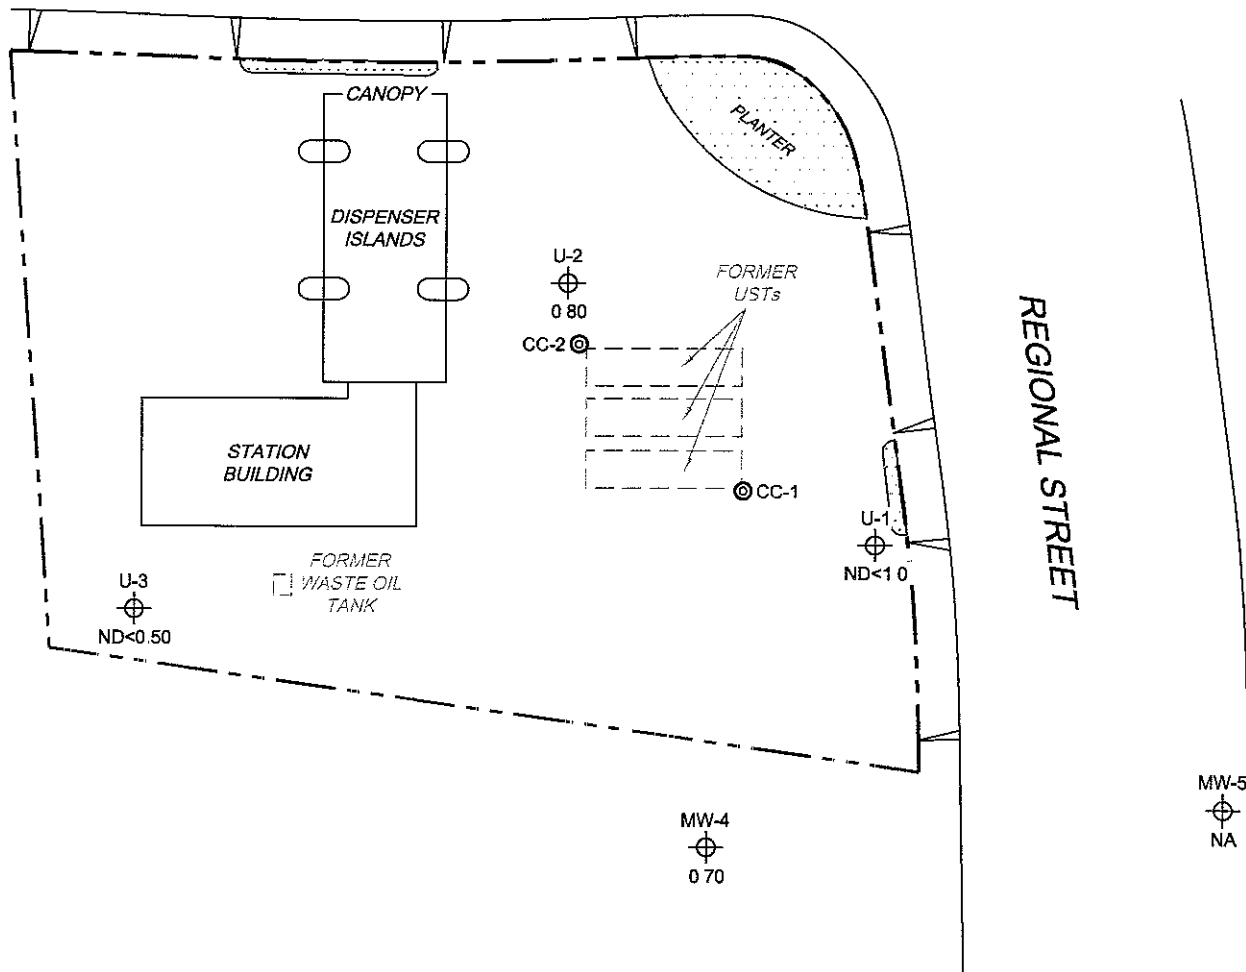 CANOPY
PLANTER
DISPENSER
ISLANDS
U-2
0 80
FORMER
USTs
CC-2
REGIONAL STREET
STATION
BUILDING
CC-1
U-1
ND<1 0
FORMER
WASTE OIL
TANK
U-3
ND<0.50
MW-4
0 70
MW-5
NA